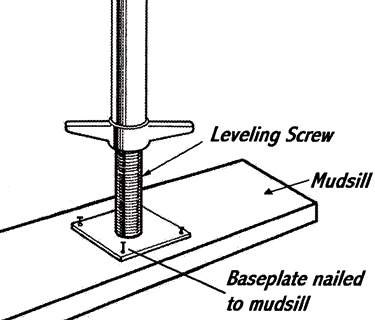 Leveling Screw
Mudsill
Baseplate nailed
to mudsill